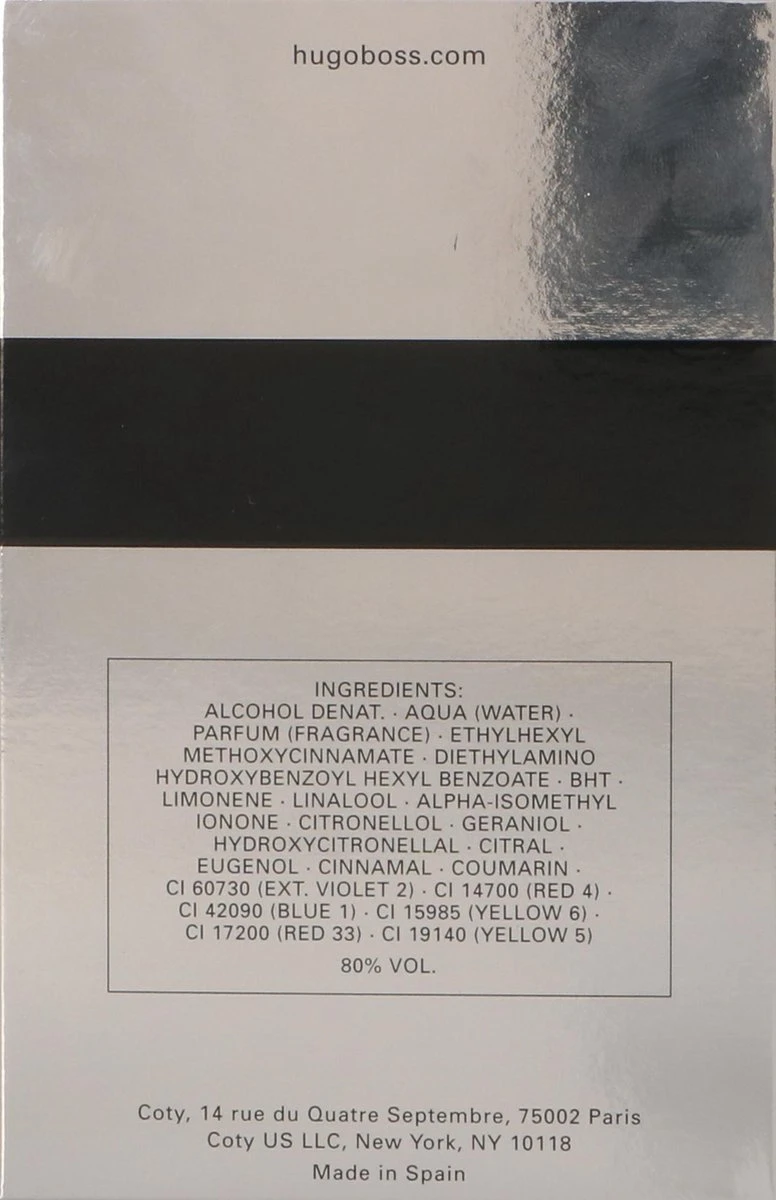 hugoboss.com
INGREDIENTS:
ALCOHOL DENAT. · AQUA (WATER) ·
PARFUM (FRAGRANCE) · ETHYLHEXYL
METHOXYCINNAMATE · DIETHYLAMINO
HYDROXYBENZOYL HEXYL BENZOATE · BHT ·
LIMONENE · LINALOOL · ALPHA-ISOMETHYL
IONONE · CITRONELLOL · GERANIOL ·
HYDROXYCITRONELLAL · CITRAL ·
EUGENOL · CINNAMAL · COUMARIN ·
CI 60730 (EXT. VIOLET 2) · CI 14700 (RED 4) ·
CI 42090 (BLUE 1) · CI 15985 (YELLOW 6) ·
CI 17200 (RED 33) · CI 19140 (YELLOW 5)
80% VOL.
Coty, 14 rue du Quatre Septembre, 75002 Paris
Coty US LLC, New York, NY 10118
Made in Spain